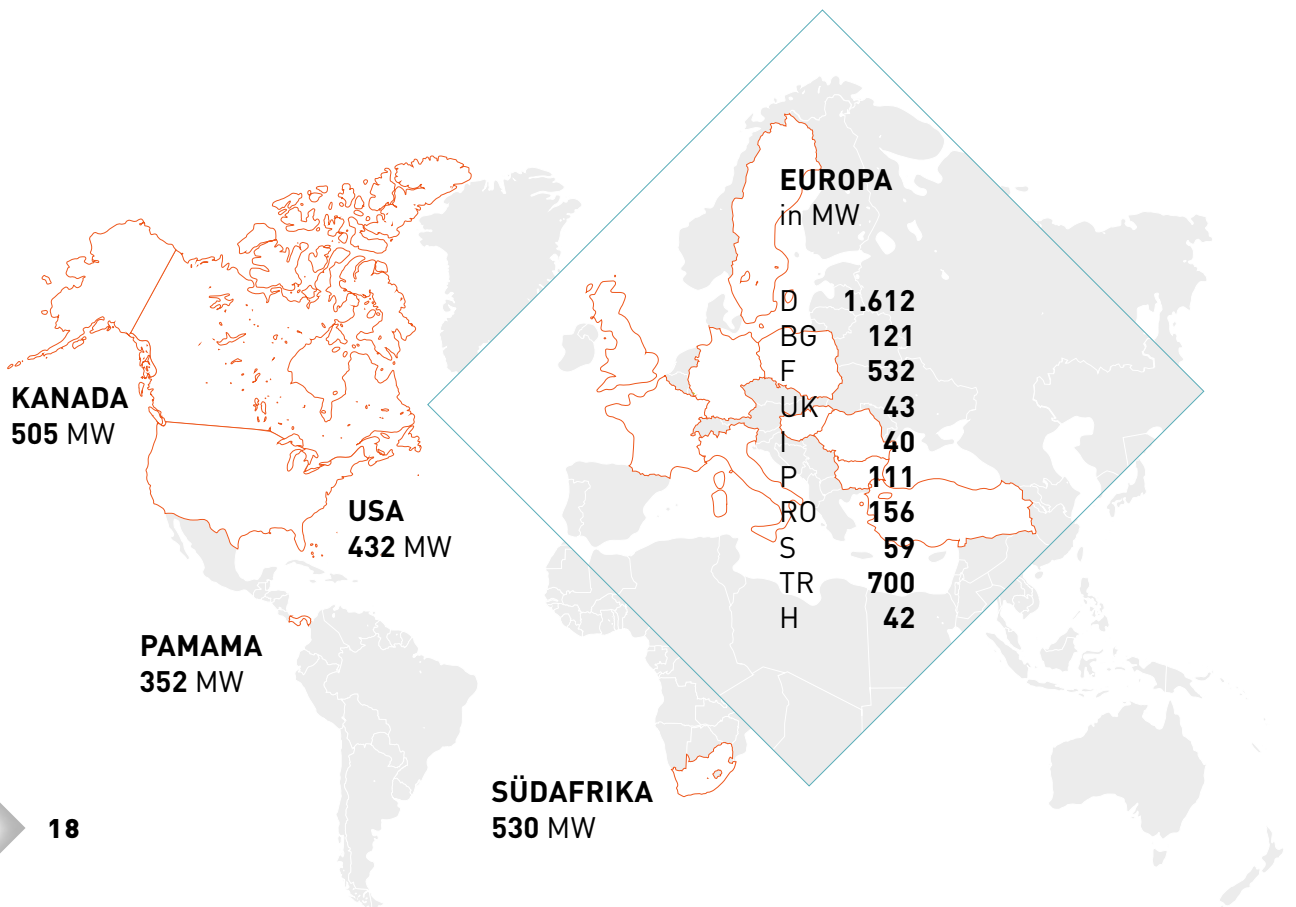 EUROPA
in MW
D 1.612
BG 121
F 532
UK 43
I 40
P 111
RO 156
S 59
TR 700
H 42
KANADA
505 MW
USA
432 MW
PAMAMA
352 MW
SÜDAFRIKA
530 MW
18